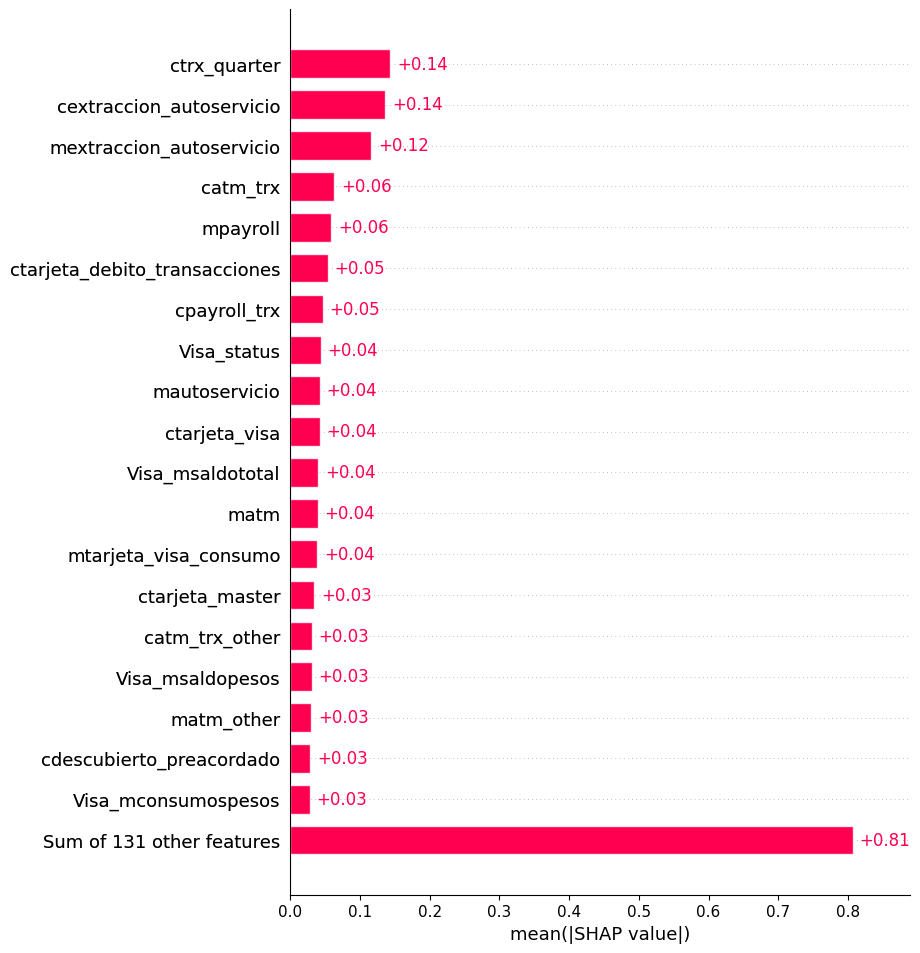 ctrx_quarter +0.14
cextraccion_autoservicio +0.14
mextraccion_autoservicio +0.12
catm_trx +0.06
mpayroll +0.06
ctarjeta_debito_transacciones +0.05
cpayroll_trx +0.05
Visa_status +0.04
mautoservicio +0.04
ctarjeta_visa +0.04
Visa_msaldototal +0.04
matm +0.04
mtarjeta_visa_consumo +0.04
ctarjeta_master +0.03
catm_trx_other +0.03
Visa_msaldopesos +0.03
matm_other +0.03
cdescubierto_preacordado +0.03
Visa_mconsumospesos +0.03
Sum of 131 other features +0.81
0.0 0.1 0.2 0.3 0.4 0.5 0.6 0.7 0.8
mean(|SHAP value|)